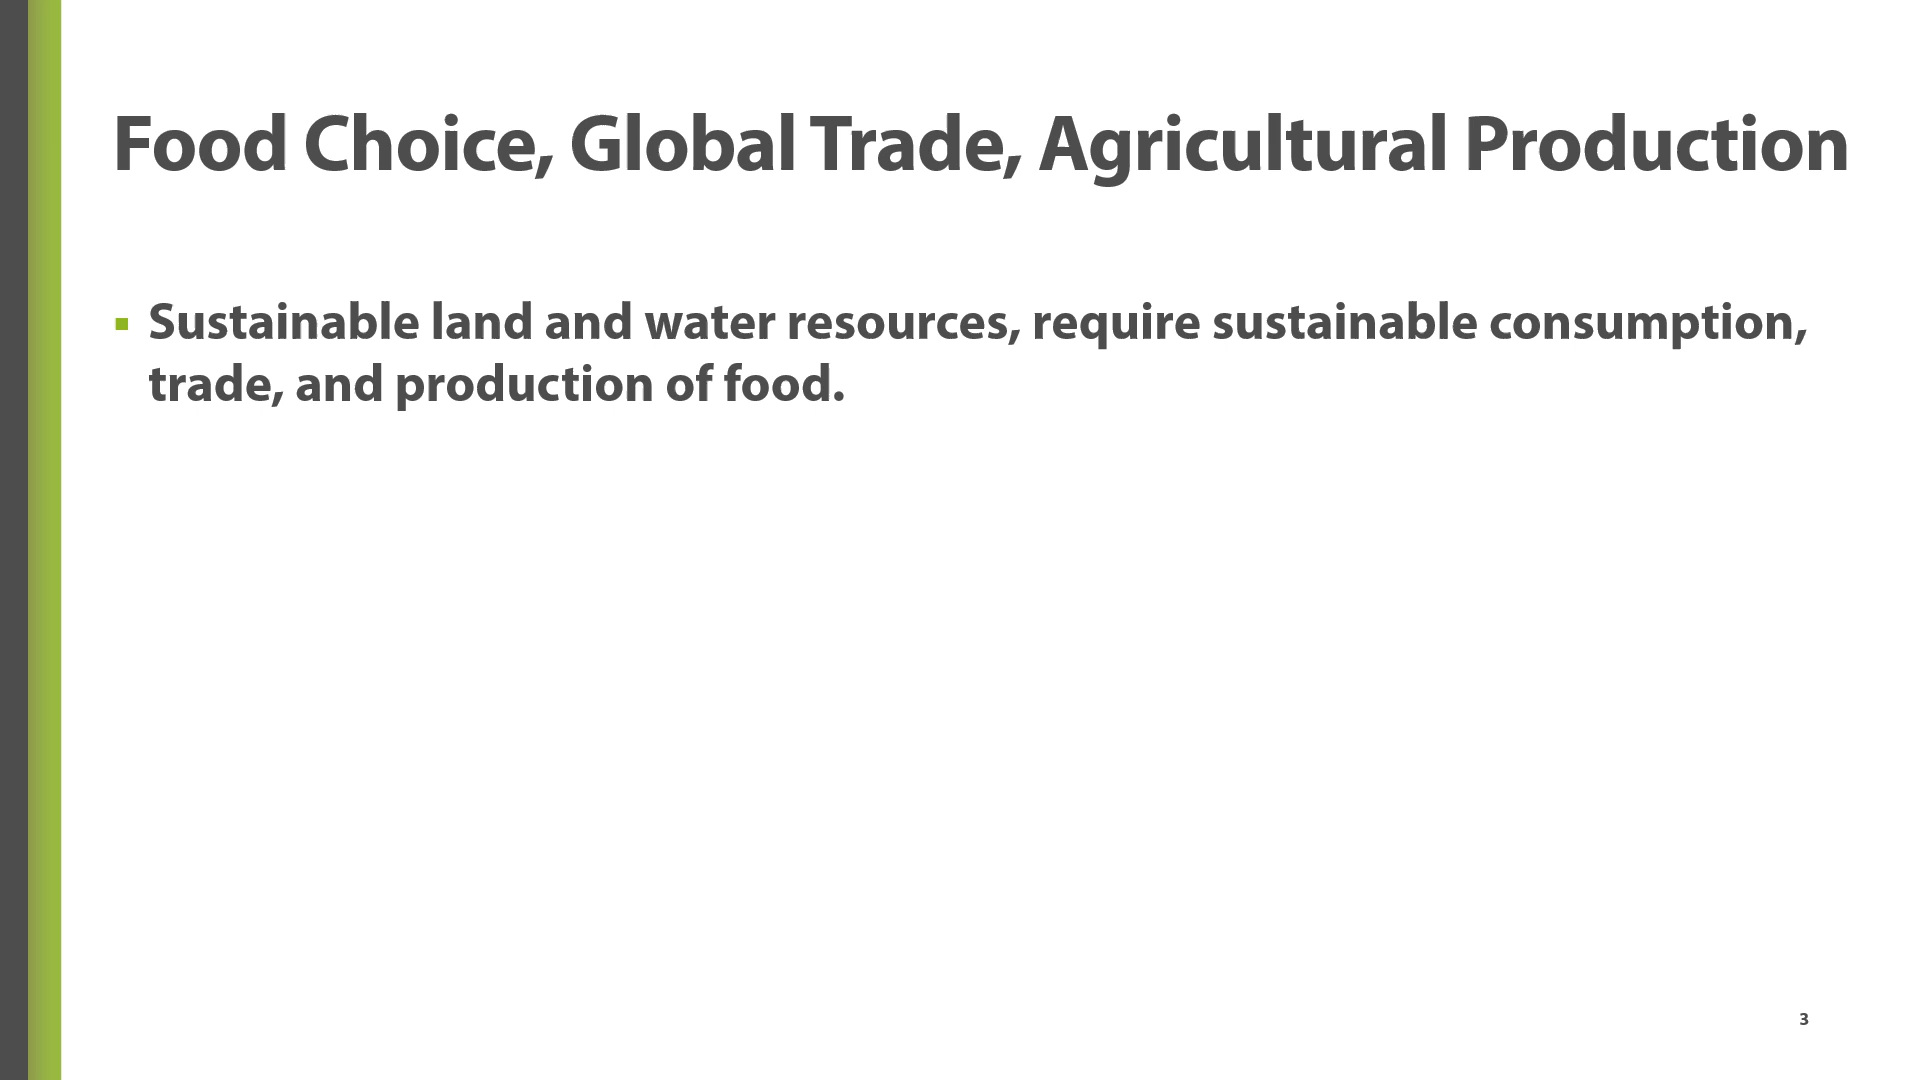 Food Choice, Global Trade, Agricultural Production
▪ Sustainable land and water resources, require sustainable consumption,
trade, and production of food.
3